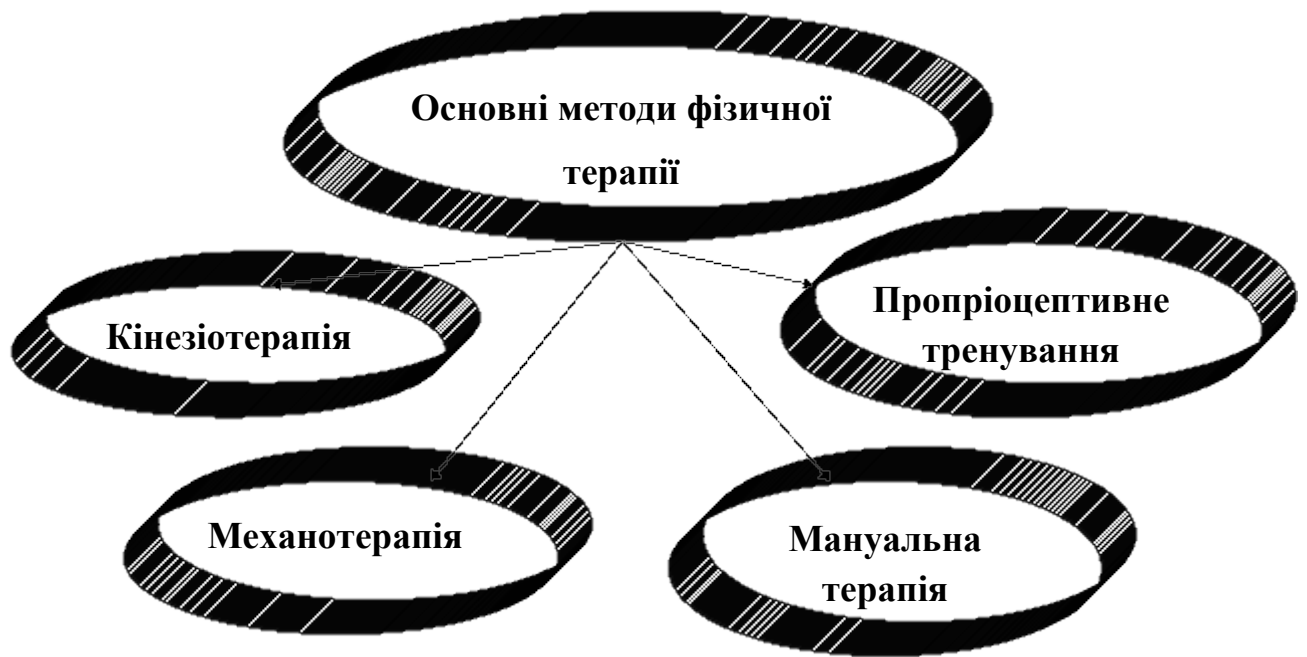 Основні методи фізичної
терапії
Кінезіотерапія
Пропріоцептивне
тренування
Механотерапія
Мануальна
терапія